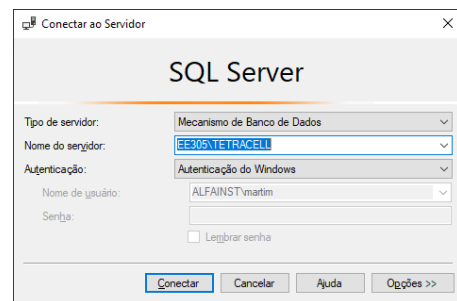 Conectar ao Servidor
SQL Server
Tipo de servidor: Mecanismo de Banco de Dados
Nome do servidor: EE305\TETRACELL
Autenticação: Autenticação do Windows
Nome de usuário: ALFAINST\martim
Senha:
Lembrar senha
Conectar Cancelar Ajuda Opções >>